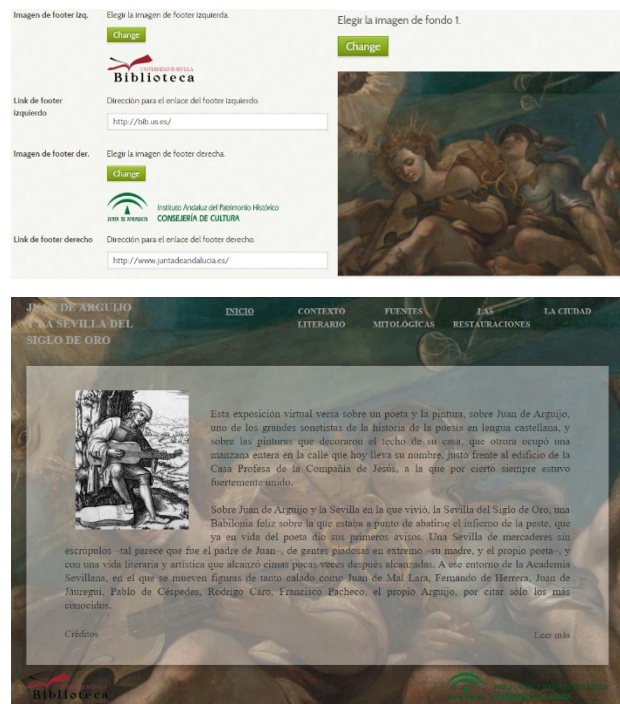 Imagen de footer izq.
Elegir la imagen de footer izquierda.
Change
UNIVERSIDAD D SEVILLA
Biblioteca
Link de footer
izquierdo
Dirección para el enlace del footer izquierdo.
http://bib.us.es/
Imagen de footer der.
Elegir la imagen de footer derecha.
Change
JUNTA DE ANDALUCIA
Instituto Andaluz del Patrimonio Histórico
CONSEJERÍA DE CULTURA
Link de footer derecho
Dirección para el enlace del footer derecho.
http://www.juntadeandalucia.es/
Elegir la imagen de fondo 1.
Change
JUAN DE ARGUIJO
Y LA SEVILLA DEL
SIGLO DE ORO
INICIO
CONTEXTO
LITERARIO
FUENTES
MITOLÓGICAS
LAS
RESTAURACIONES
LA CIUDAD
Esta exposición virtual versa sobre un poeta y la pintura, sobre Juan de Arguijo,
uno de los grandes sonetistas de la historia de la poesía en lengua castellana, y
sobre las pinturas que decoraron el techo de su casa, que otrora ocupó una
manzana entera en la calle que hoy lleva su nombre, justo frente al edificio de la
Casa Profesa de la Compañía de Jesús, a la que por cierto siempre estuvo
fuertemente unido.
Sobre Juan de Arguijo y la Sevilla en la que vivió, la Sevilla del Siglo de Oro, una
Babilonia feliz sobre la que estaba a punto de abatirse el infierno de la peste, que
ya en vida del poeta dio sus primeros avisos. Una Sevilla de mercaderes sin
escrúpulos –tal parece que fue el padre de Juan–, de gentes piadosas en extremo –su madre, y el propio poeta–, y
con una vida literaria y artística que alcanzó cimas pocas veces después alcanzadas. A ese entorno de la Academia
Sevillana, en el que se mueven figuras de tanto calado como Juan de Mal Lara, Fernando de Herrera, Juan de
Jáuregui, Pablo de Céspedes, Rodrigo Caro, Francisco Pacheco, el propio Arguijo, por citar sólo los más
conocidos.
Créditos
Leer más
Biblioteca